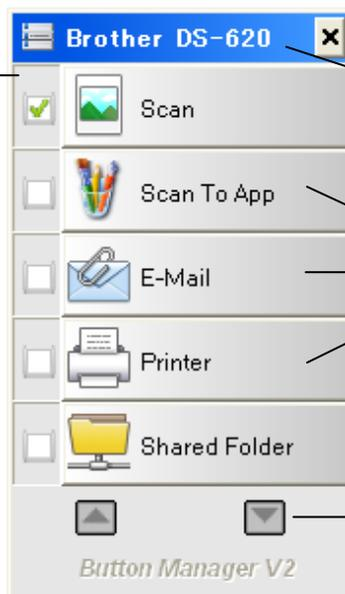 Brother DS-620
Scan
Scan To App
E-Mail
Printer
Shared Folder
Button Manager V2